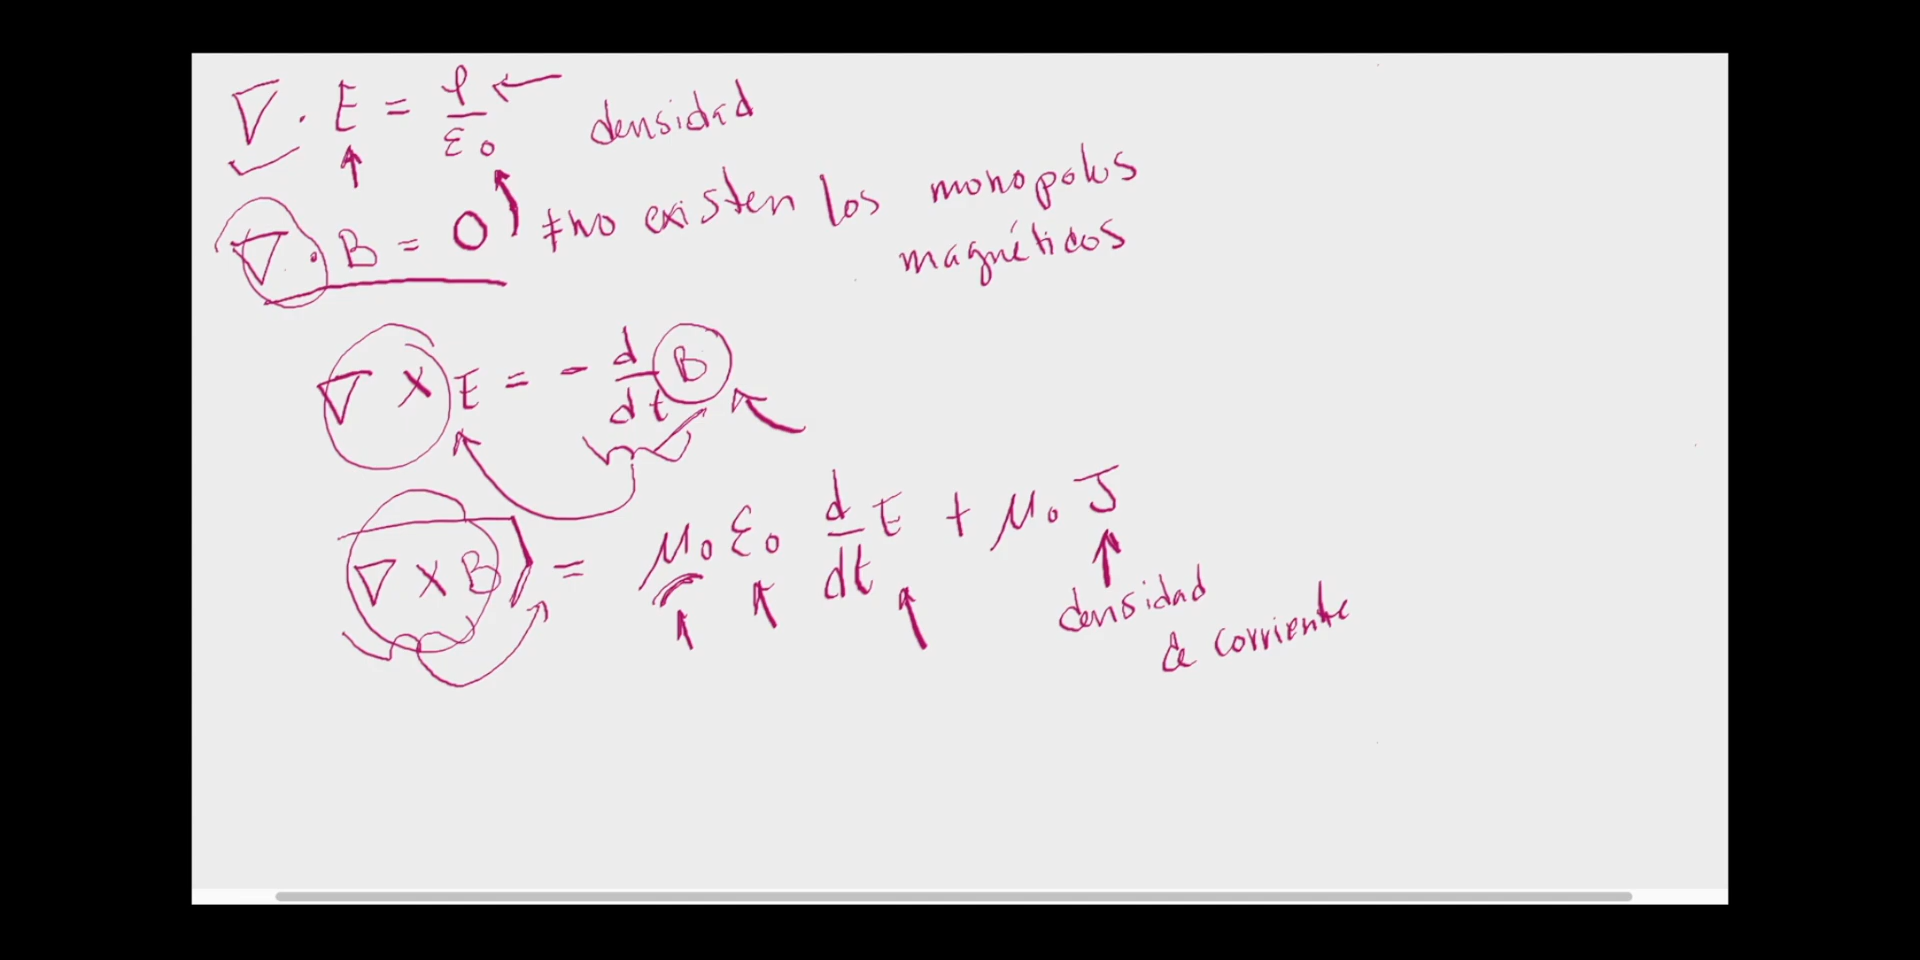 ∇ · E = ρ/ε₀ densidad
∇ · B = 0 ≠ no existen los monopolos
magnéticos
∇ × E = - d/dt B
∇ × B = μ₀ ε₀ d/dt E + μ₀ J
densidad
de corriente